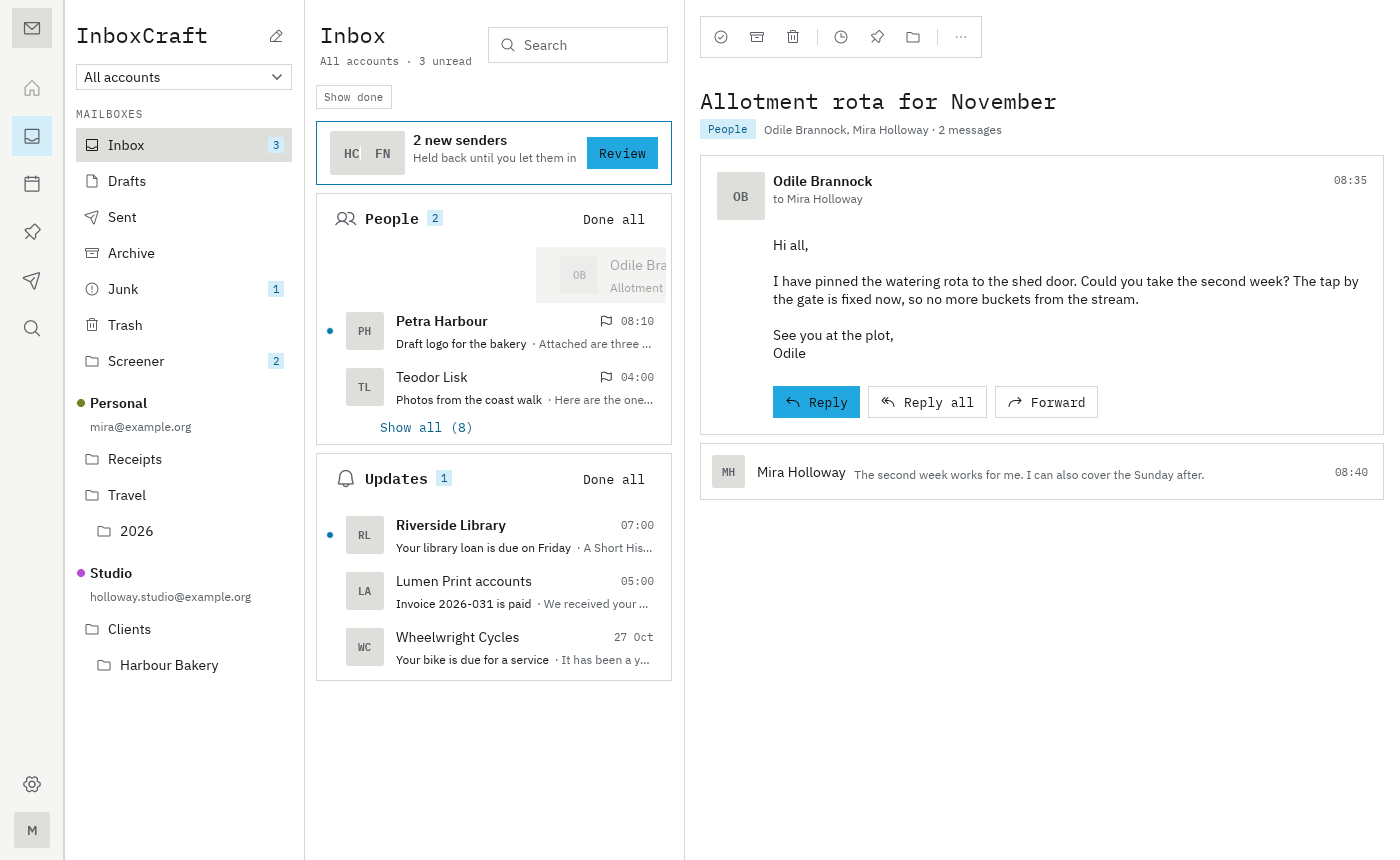 InboxCraft
All accounts
MAILBOXES
Inbox 3
Drafts
Sent
Archive
Junk 1
Trash
Screener 2
Personal
mira@example.org
Receipts
Travel
2026
Studio
holloway.studio@example.org
Clients
Harbour Bakery
M
Inbox
All accounts · 3 unread
Search
Show done
HC FN
2 new senders
Held back until you let them in
Review
People 2
Done all
OB
Odile Bra
Allotment
PH
Petra Harbour 08:10
Draft logo for the bakery · Attached are three ...
TL
Teodor Lisk 04:00
Photos from the coast walk · Here are the one...
Show all (8)
Updates 1
Done all
RL
Riverside Library 07:00
Your library loan is due on Friday · A Short His...
LA
Lumen Print accounts 05:00
Invoice 2026-031 is paid · We received your ...
WC
Wheelwright Cycles 27 Oct
Your bike is due for a service · It has been a y...
Allotment rota for November
People Odile Brannock, Mira Holloway · 2 messages
OB
Odile Brannock 08:35
to Mira Holloway
Hi all,
I have pinned the watering rota to the shed door. Could you take the second week? The tap by
the gate is fixed now, so no more buckets from the stream.
See you at the plot,
Odile
Reply
Reply all
Forward
MH
Mira Holloway The second week works for me. I can also cover the Sunday after. 08:40